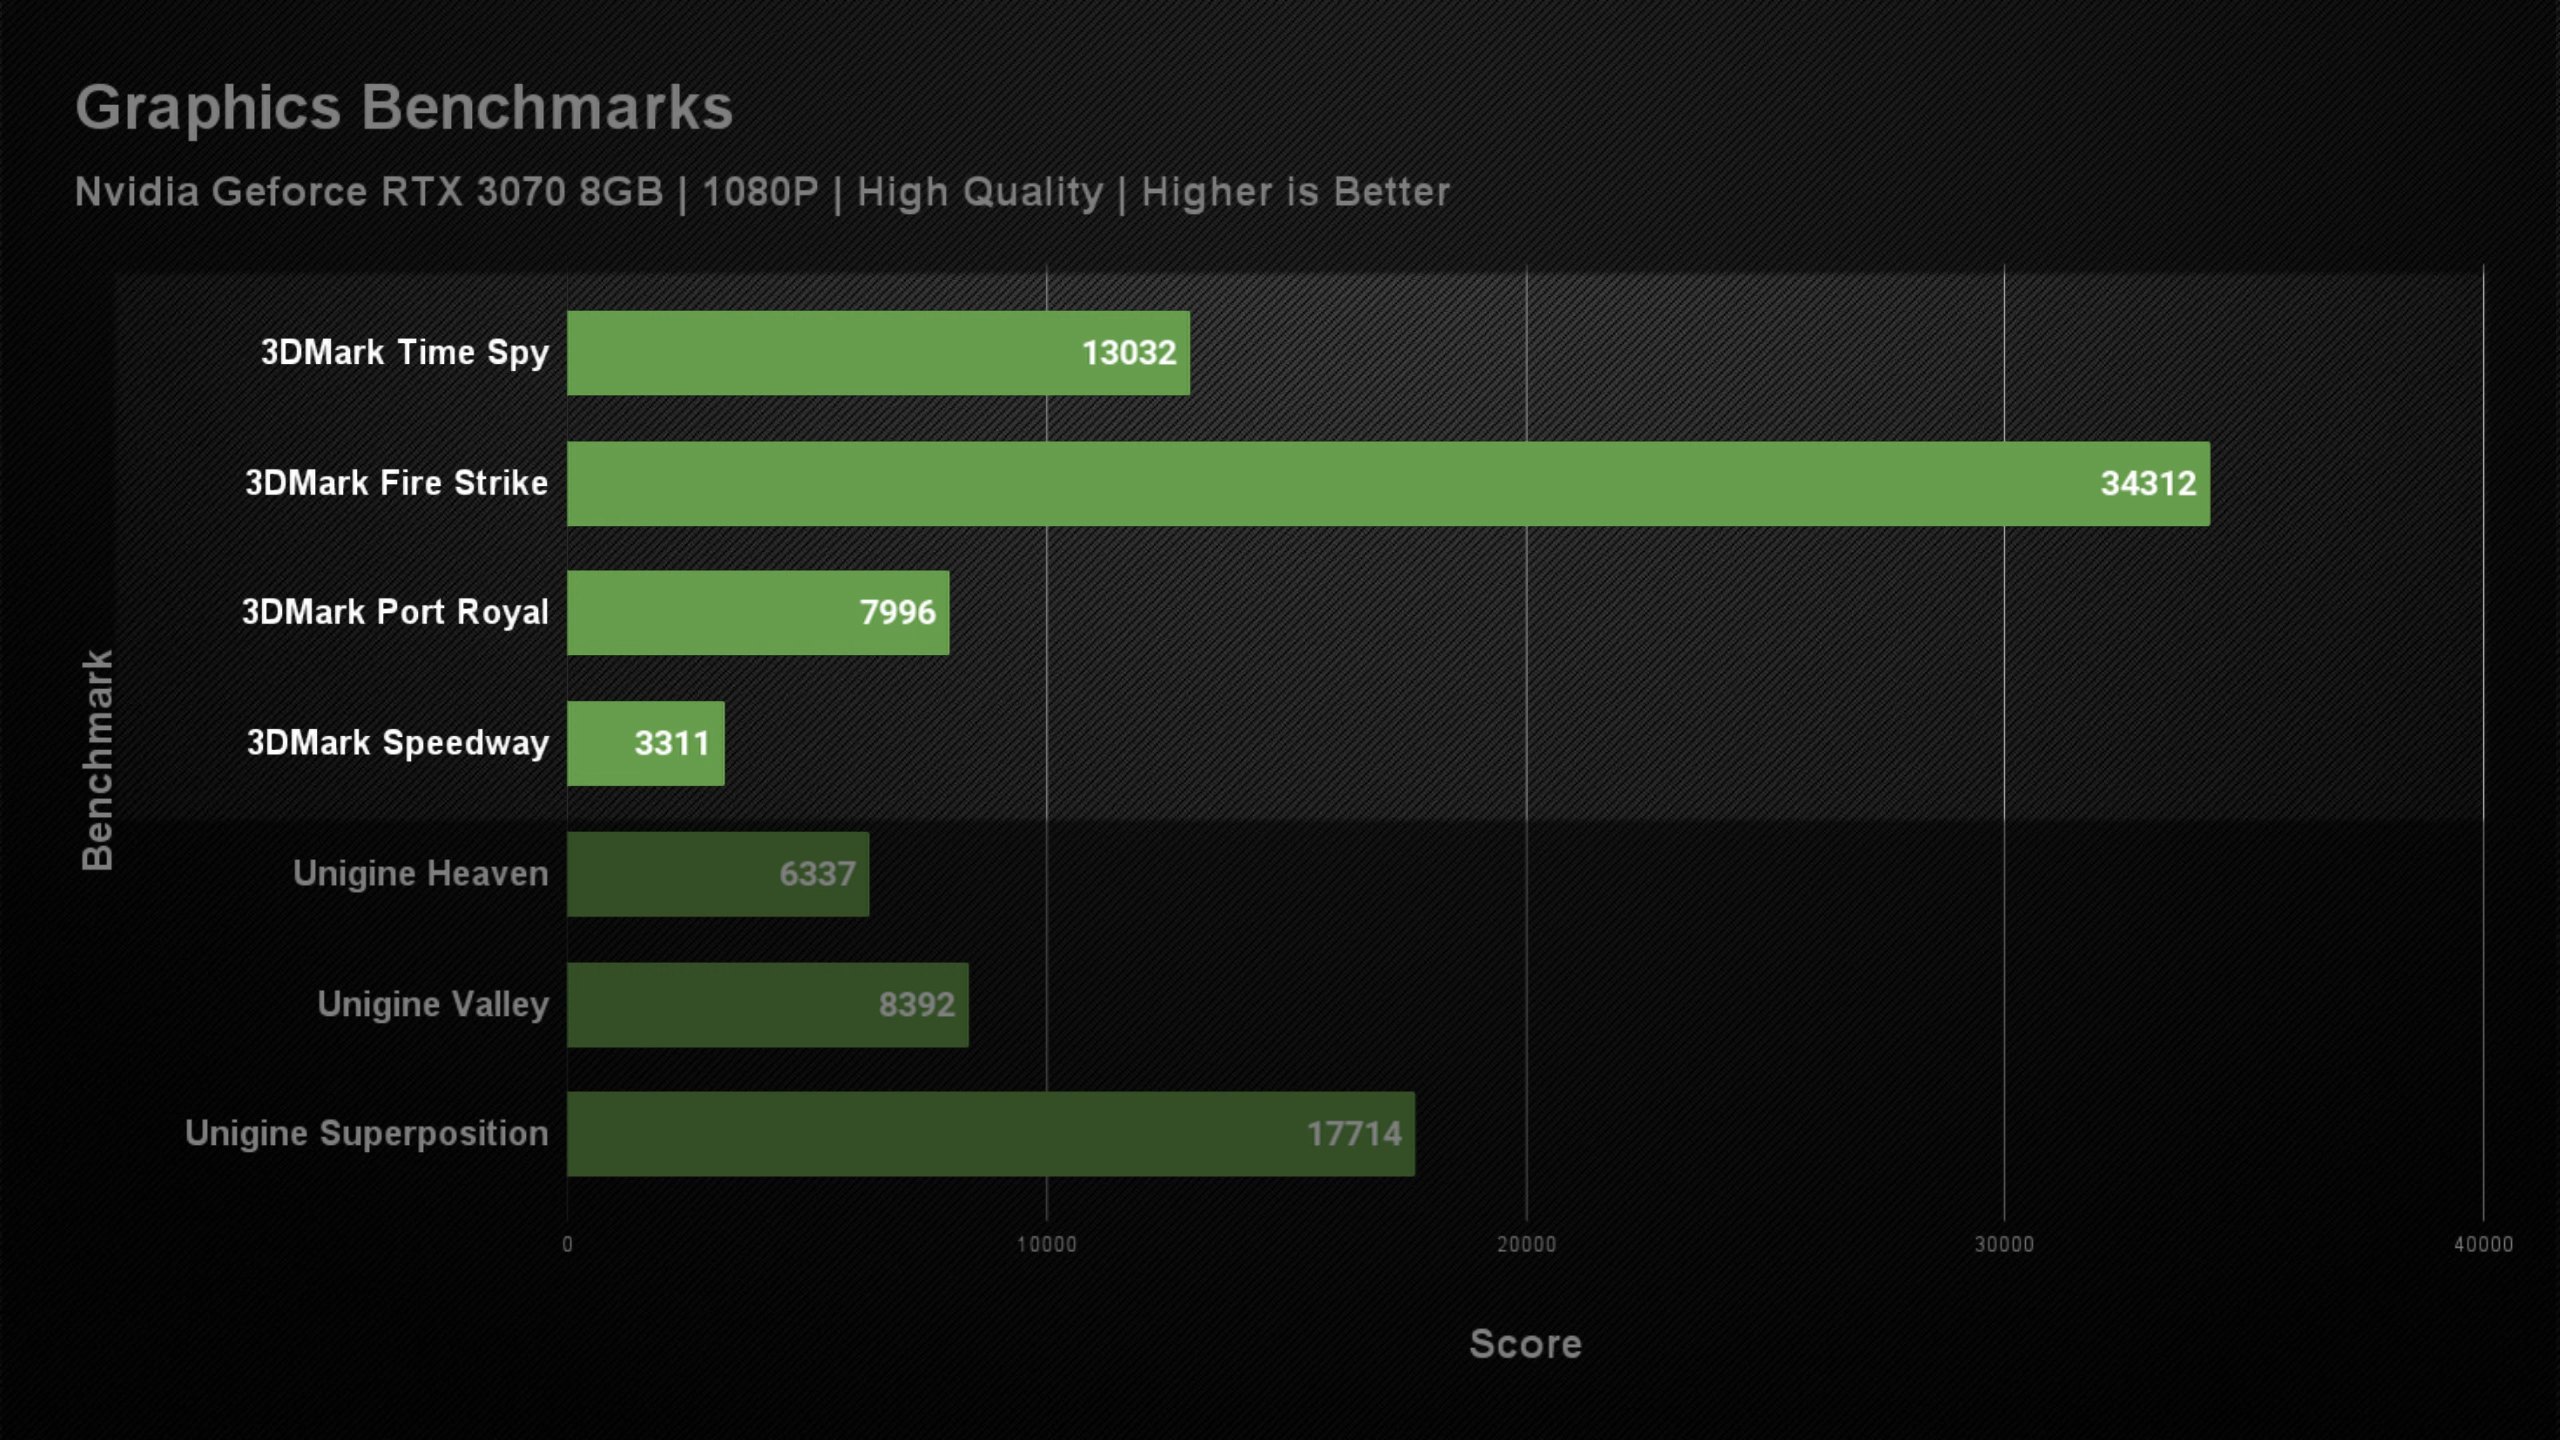 Graphics Benchmarks
Nvidia Geforce RTX 3070 8GB | 1080P | High Quality | Higher is Better
Benchmark
3DMark Time Spy 13032
3DMark Fire Strike 34312
3DMark Port Royal 7996
3DMark Speedway 3311
Unigine Heaven 6337
Unigine Valley 8392
Unigine Superposition 17714
0 10000 20000 30000 40000
Score